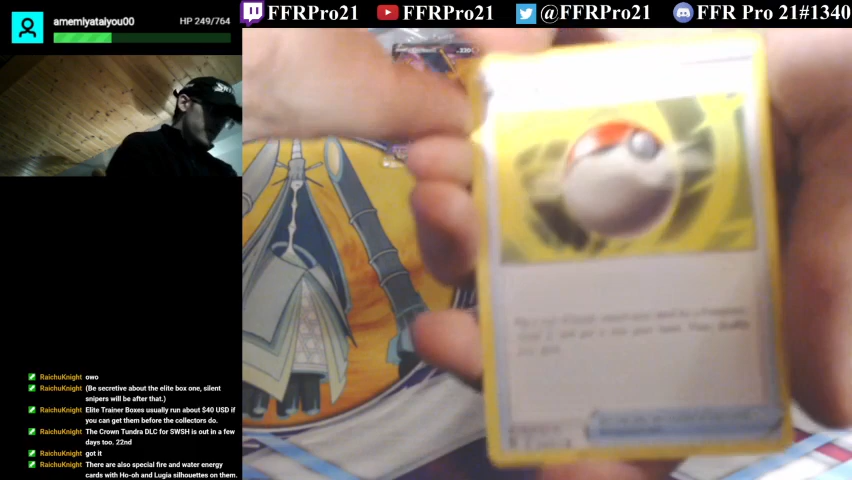 amemiyataiyou00
HP 249/764
FFRPro21
FFRPro21
@FFRPro21
FFR Pro 21#1340
RaichuKnight owo
RaichuKnight (Be secretive about the elite box one, silent
snipers will be after that.)
RaichuKnight Elite Trainer Boxes usually run about $40 USD if
you can get them before the collectors do.
RaichuKnight The Crown Tundra DLC for SWSH is out in a few
days too. 22nd
RaichuKnight got it
RaichuKnight There are also special fire and water energy
cards with Ho-oh and Lugia silhouettes on them.